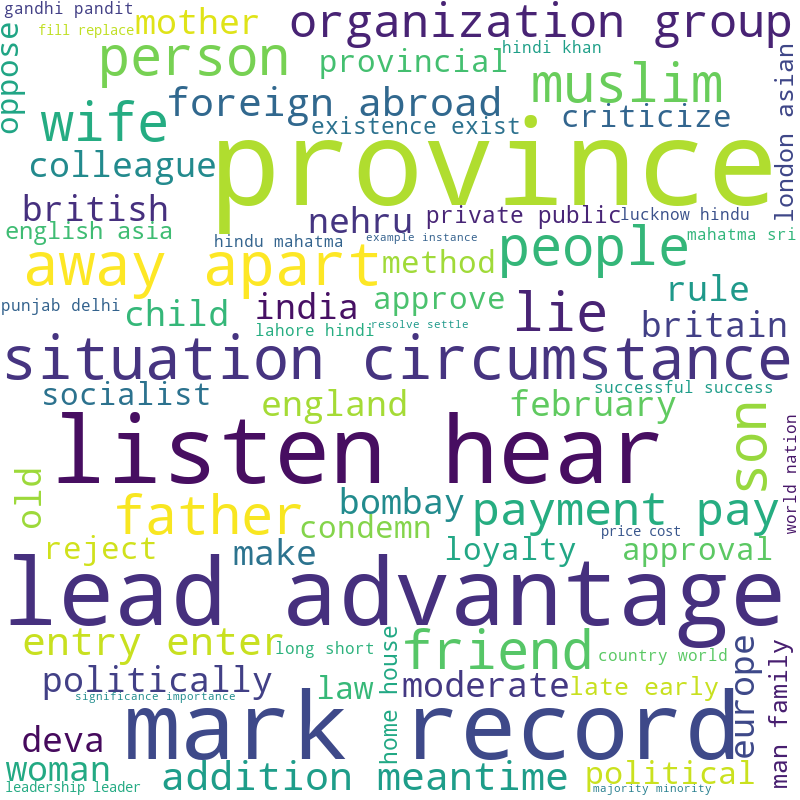 gandhi pandit
fill replace
mother
organization group
oppose
person
provincial
hindi khan
muslim
london asian
wife
foreign abroad
existence exist
criticize
province
colleague
british
nehru
private public
lucknow hindu
english asia
hindu mahatma
example instance
people
mahatma sri
away apart
method
punjab delhi
child
india
approve
lie
rule
britain
lahore hindi
resolve settle
situation circumstance
socialist
england
february
successful success
listen hear
son
world nation
old
father
bombay
payment pay
condemn
price cost
reject
make
loyalty
approval
lead advantage
entry enter
long short
home house
friend
country world
europe
man family
politically
significance importance
law
moderate
late early
mark record
deva
woman
leadership leader
addition meantime
political
majority minority